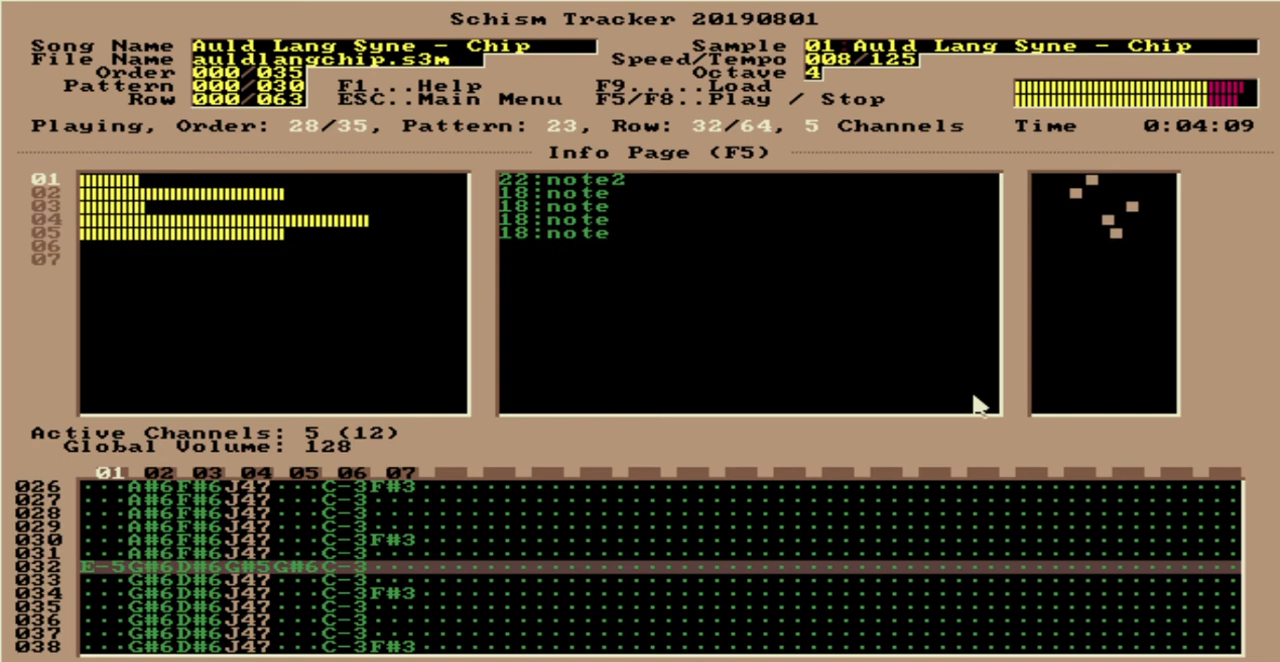 Schism Tracker 20190801
Song Name Auld Lang Syne - Chip Sample 01 Auld Lang Syne - Chip
File Name auldlangchip.s3m Speed/Tempo 008/125
Order 000/035 Octave 4
Pattern 000/030 F1...Help F9.....Load
Row 000/063 ESC..Main Menu F5/F8..Play / Stop
Playing, Order: 28/35, Pattern: 23, Row: 32/64, 5 Channels Time 0:04:09
Info Page (F5)
01 22:note2
02 18:note
03 18:note
04 18:note
05 18:note
06
07
Active Channels: 5 (12)
Global Volume: 128
01 02 03 04 05 06 07
026 ...A#6F#6J47...C-3F#3
027 ...A#6F#6J47...C-3...
028 ...A#6F#6J47...C-3...
029 ...A#6F#6J47...C-3...
030 ...A#6F#6J47...C-3F#3
031 ...A#6F#6J47...C-3...
032 E-5G#6D#6G#5G#6C-3...
033 ...G#6D#6J47...C-3...
034 ...G#6D#6J47...C-3F#3
035 ...G#6D#6J47...C-3...
036 ...G#6D#6J47...C-3...
037 ...G#6D#6J47...C-3...
038 ...G#6D#6J47...C-3F#3